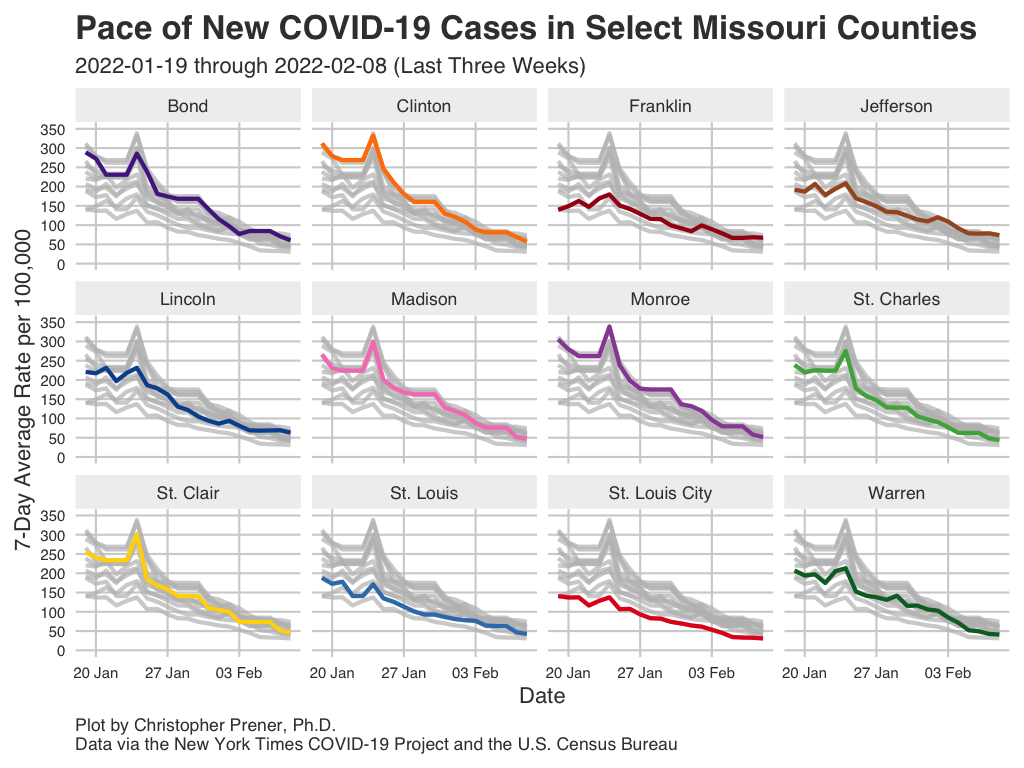 Pace of New COVID-19 Cases in Select Missouri Counties
2022-01-19 through 2022-02-08 (Last Three Weeks)
Bond
Clinton
Franklin
Jefferson
350
300
250
200
150
100
50
0
Lincoln
Madison
Monroe
St. Charles
350
300
250
200
150
100
50
0
St. Clair
St. Louis
St. Louis City
Warren
350
300
250
200
150
100
50
0
7-Day Average Rate per 100,000
20 Jan
27 Jan
03 Feb
20 Jan
27 Jan
03 Feb
20 Jan
27 Jan
03 Feb
20 Jan
27 Jan
03 Feb
Date
Plot by Christopher Prener, Ph.D.
Data via the New York Times COVID-19 Project and the U.S. Census Bureau